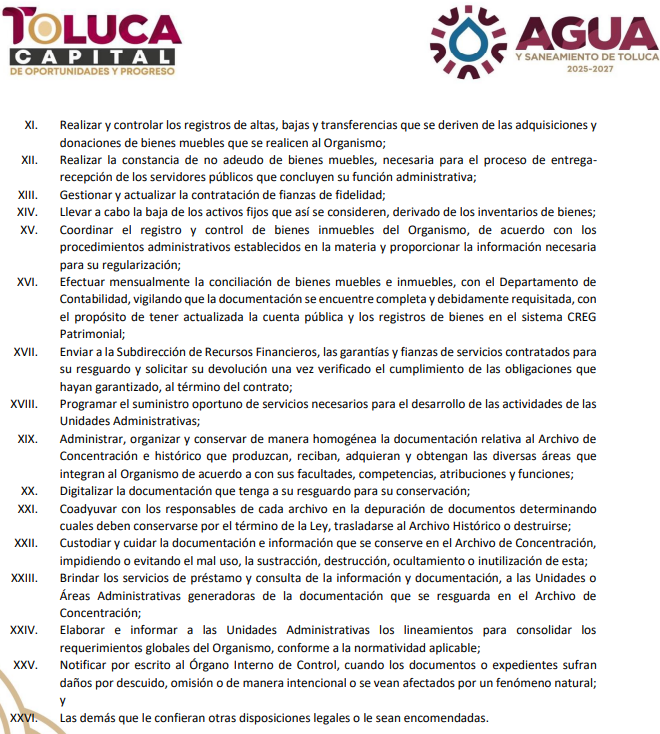 TOLUCA
CAPITAL
DE OPORTUNIDADES Y PROGRESO
AGUA
Y SANEAMIENTO DE TOLUCA
2025-2027
XI. Realizar y controlar los registros de altas, bajas y transferencias que se deriven de las adquisiciones y
donaciones de bienes muebles que se realicen al Organismo;
XII. Realizar la constancia de no adeudo de bienes muebles, necesaria para el proceso de entrega-
recepción de los servidores públicos que concluyen su función administrativa;
XIII. Gestionar y actualizar la contratación de fianzas de fidelidad;
XIV. Llevar a cabo la baja de los activos fijos que así se consideren, derivado de los inventarios de bienes;
XV. Coordinar el registro y control de bienes inmuebles del Organismo, de acuerdo con los
procedimientos administrativos establecidos en la materia y proporcionar la información necesaria
para su regularización;
XVI. Efectuar mensualmente la conciliación de bienes muebles e inmuebles, con el Departamento de
Contabilidad, vigilando que la documentación se encuentre completa y debidamente requisitada, con
el propósito de tener actualizada la cuenta pública y los registros de bienes en el sistema CREG
Patrimonial;
XVII. Enviar a la Subdirección de Recursos Financieros, las garantías y fianzas de servicios contratados para
su resguardo y solicitar su devolución una vez verificado el cumplimiento de las obligaciones que
hayan garantizado, al término del contrato;
XVIII. Programar el suministro oportuno de servicios necesarios para el desarrollo de las actividades de las
Unidades Administrativas;
XIX. Administrar, organizar y conservar de manera homogénea la documentación relativa al Archivo de
Concentración e histórico que produzcan, reciban, adquieran y obtengan las diversas áreas que
integran al Organismo de acuerdo a con sus facultades, competencias, atribuciones y funciones;
XX. Digitalizar la documentación que tenga a su resguardo para su conservación;
XXI. Coadyuvar con los responsables de cada archivo en la depuración de documentos determinando
cuales deben conservarse por el término de la Ley, trasladarse al Archivo Histórico o destruirse;
XXII. Custodiar y cuidar la documentación e información que se conserve en el Archivo de Concentración,
impidiendo o evitando el mal uso, la sustracción, destrucción, ocultamiento o inutilización de esta;
XXIII. Brindar los servicios de préstamo y consulta de la información y documentación, a las Unidades o
Áreas Administrativas generadoras de la documentación que se resguarda en el Archivo de
Concentración;
XXIV. Elaborar e informar a las Unidades Administrativas los lineamientos para consolidar los
requerimientos globales del Organismo, conforme a la normatividad aplicable;
XXV. Notificar por escrito al Órgano Interno de Control, cuando los documentos o expedientes sufran
daños por descuido, omisión o de manera intencional o se vean afectados por un fenómeno natural;
y
XXVI. Las demás que le confieran otras disposiciones legales o le sean encomendadas.